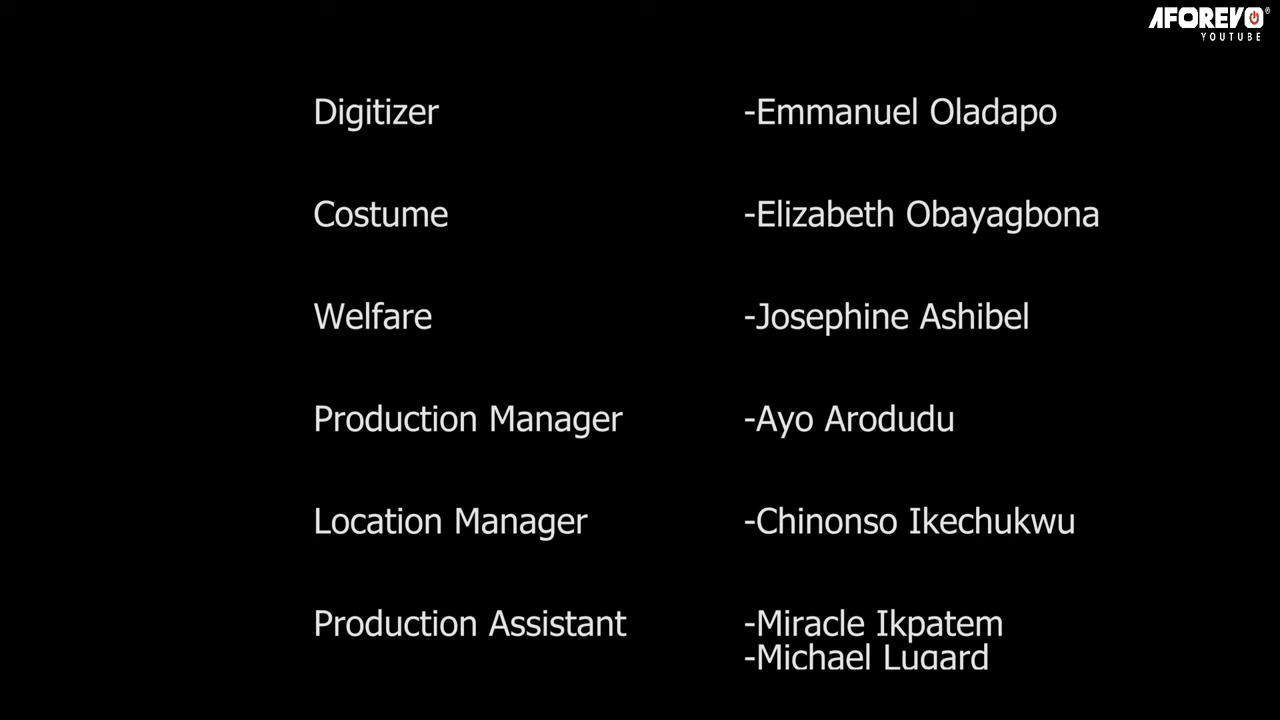 AFOREVO®
YOUTUBE
Digitizer -Emmanuel Oladapo
Costume -Elizabeth Obayagbona
Welfare -Josephine Ashibel
Production Manager -Ayo Arodudu
Location Manager -Chinonso Ikechukwu
Production Assistant -Miracle Ikpatem
-Michael Lugard